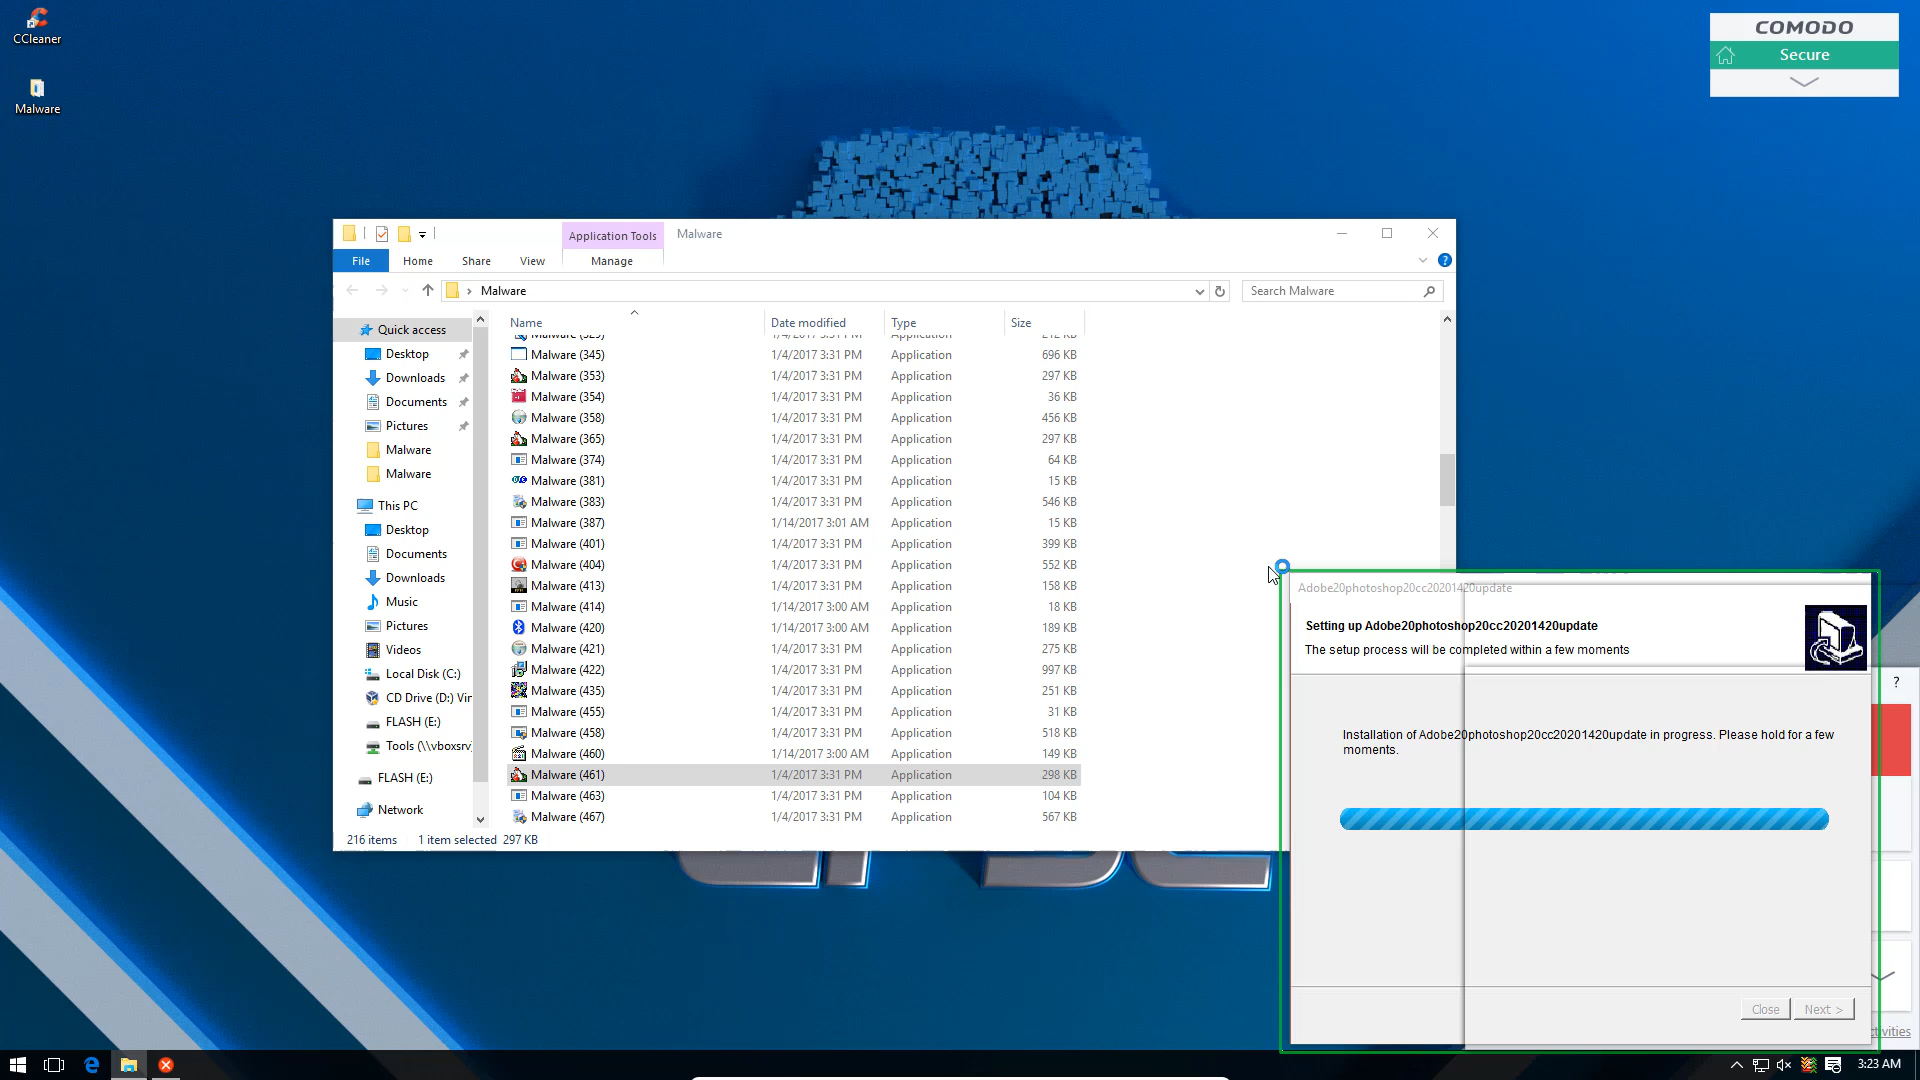 CCleaner
Malware
COMODO
Secure
Application Tools
Malware
File
Home
Share
View
Manage
Malware
Search Malware
Quick access
Desktop
Downloads
Documents
Pictures
Malware
Malware
This PC
Desktop
Documents
Downloads
Music
Pictures
Videos
Local Disk (C:)
CD Drive (D:) Vir
FLASH (E:)
Tools (\\vboxsrv
FLASH (E:)
Network
Name Date modified Type Size
Malware (345) 1/4/2017 3:31 PM Application 696 KB
Malware (353) 1/4/2017 3:31 PM Application 297 KB
Malware (354) 1/4/2017 3:31 PM Application 36 KB
Malware (358) 1/4/2017 3:31 PM Application 456 KB
Malware (365) 1/4/2017 3:31 PM Application 297 KB
Malware (374) 1/4/2017 3:31 PM Application 64 KB
Malware (381) 1/4/2017 3:31 PM Application 15 KB
Malware (383) 1/4/2017 3:31 PM Application 546 KB
Malware (387) 1/14/2017 3:01 AM Application 15 KB
Malware (401) 1/4/2017 3:31 PM Application 399 KB
Malware (404) 1/4/2017 3:31 PM Application 552 KB
Malware (413) 1/4/2017 3:31 PM Application 158 KB
Malware (414) 1/14/2017 3:00 AM Application 18 KB
Malware (420) 1/14/2017 3:00 AM Application 189 KB
Malware (421) 1/4/2017 3:31 PM Application 275 KB
Malware (422) 1/4/2017 3:31 PM Application 997 KB
Malware (435) 1/4/2017 3:31 PM Application 251 KB
Malware (455) 1/4/2017 3:31 PM Application 31 KB
Malware (458) 1/4/2017 3:31 PM Application 518 KB
Malware (460) 1/14/2017 3:00 AM Application 149 KB
Malware (461) 1/4/2017 3:31 PM Application 298 KB
Malware (463) 1/4/2017 3:31 PM Application 104 KB
Malware (467) 1/4/2017 3:31 PM Application 567 KB
216 items 1 item selected 297 KB
Adobe20photoshop20cc20201420update
Setting up Adobe20photoshop20cc20201420update
The setup process will be completed within a few moments
Installation of Adobe20photoshop20cc20201420update in progress. Please hold for a few
moments.
Close
Next >
?
ctivities
3:23 AM